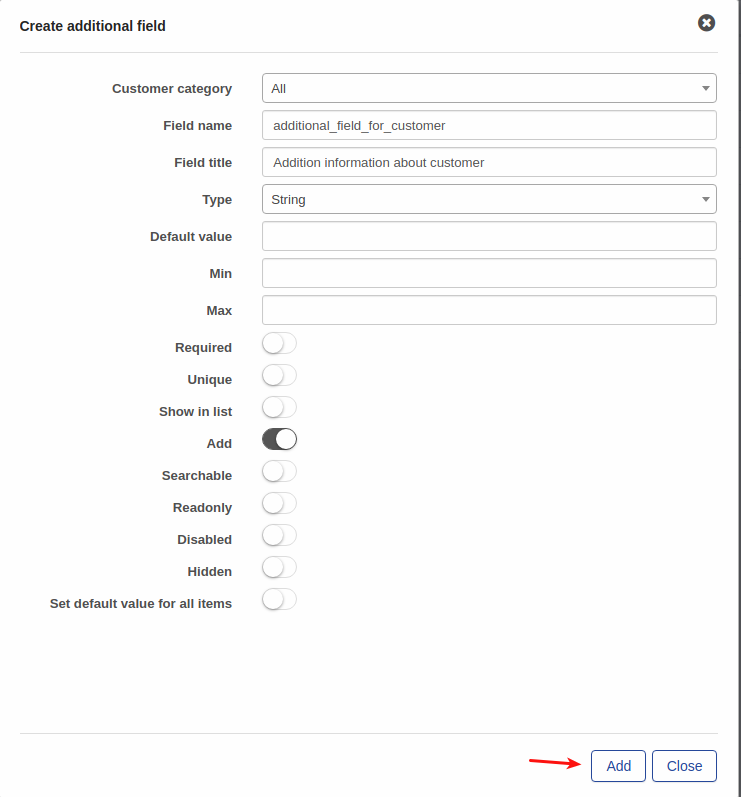 Create additional field
Customer category All
Field name additional_field_for_customer
Field title Addition information about customer
Type String
Default value
Min
Max
Required
Unique
Show in list
Add
Searchable
Readonly
Disabled
Hidden
Set default value for all items
Add Close